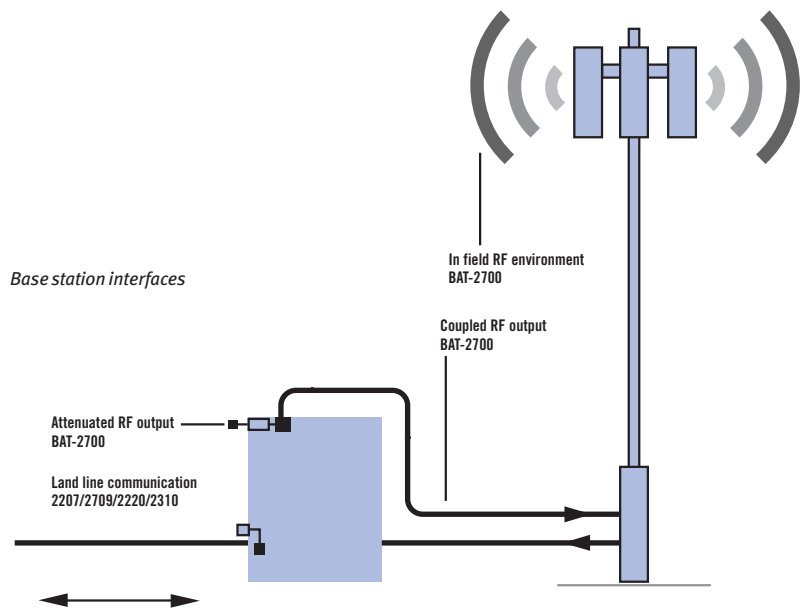 In field RF environment
BAT-2700
Base station interfaces
Coupled RF output
BAT-2700
Attenuated RF output
BAT-2700
Land line communication
2207/2709/2220/2310